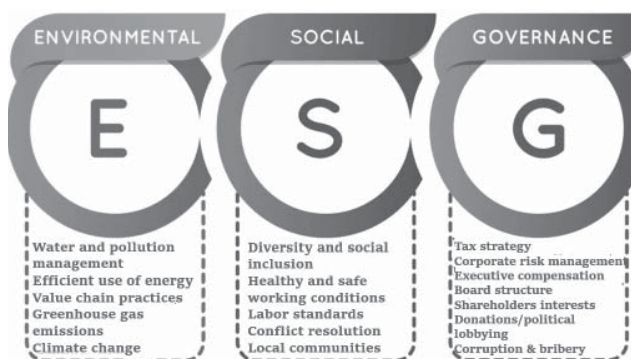 ENVIRONMENTAL
E
Water and pollution
management
Efficient use of energy
Value chain practices
Greenhouse gas
emissions
Climate change
SOCIAL
S
Diversity and social
inclusion
Healthy and safe
working conditions
Labor standards
Conflict resolution
Local communities
GOVERNANCE
G
Tax strategy
Corporate risk management
Executive compensation
Board structure
Shareholders interests
Donations/political
lobbying
Corruption & bribery